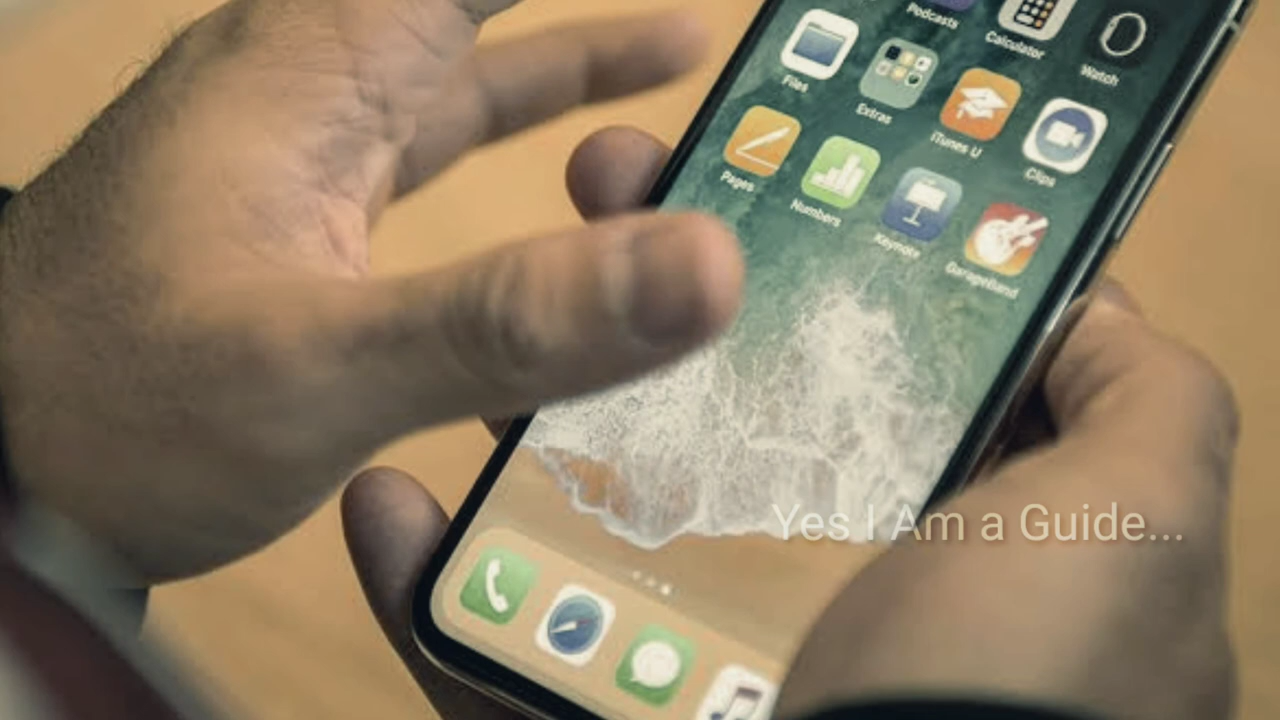 Podcasts
Calculator
Watch
Files
Extras
iTunes U
Clips
Pages
Numbers
Keynote
GarageBand
Yes I Am a Guide...